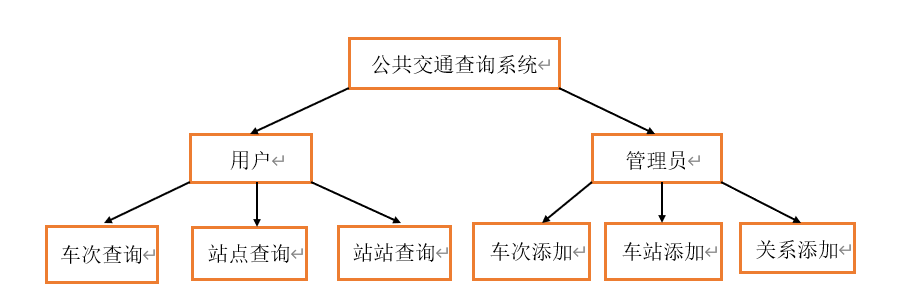 公共交通查询系统
用户
管理员
车次查询
站点查询
站站查询
车次添加
车站添加
关系添加